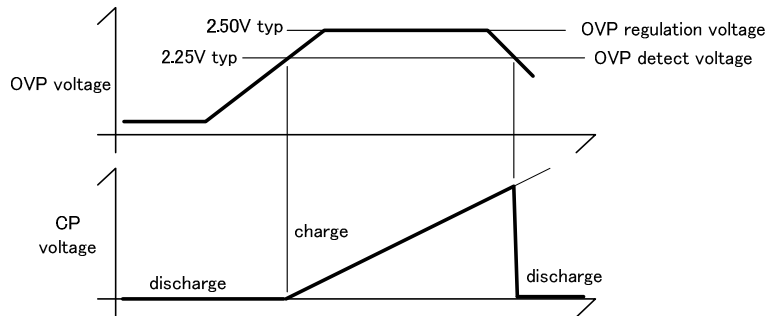 2.50V typ
OVP regulation voltage
2.25V typ
OVP detect voltage
OVP voltage
CP
voltage
charge
discharge
discharge